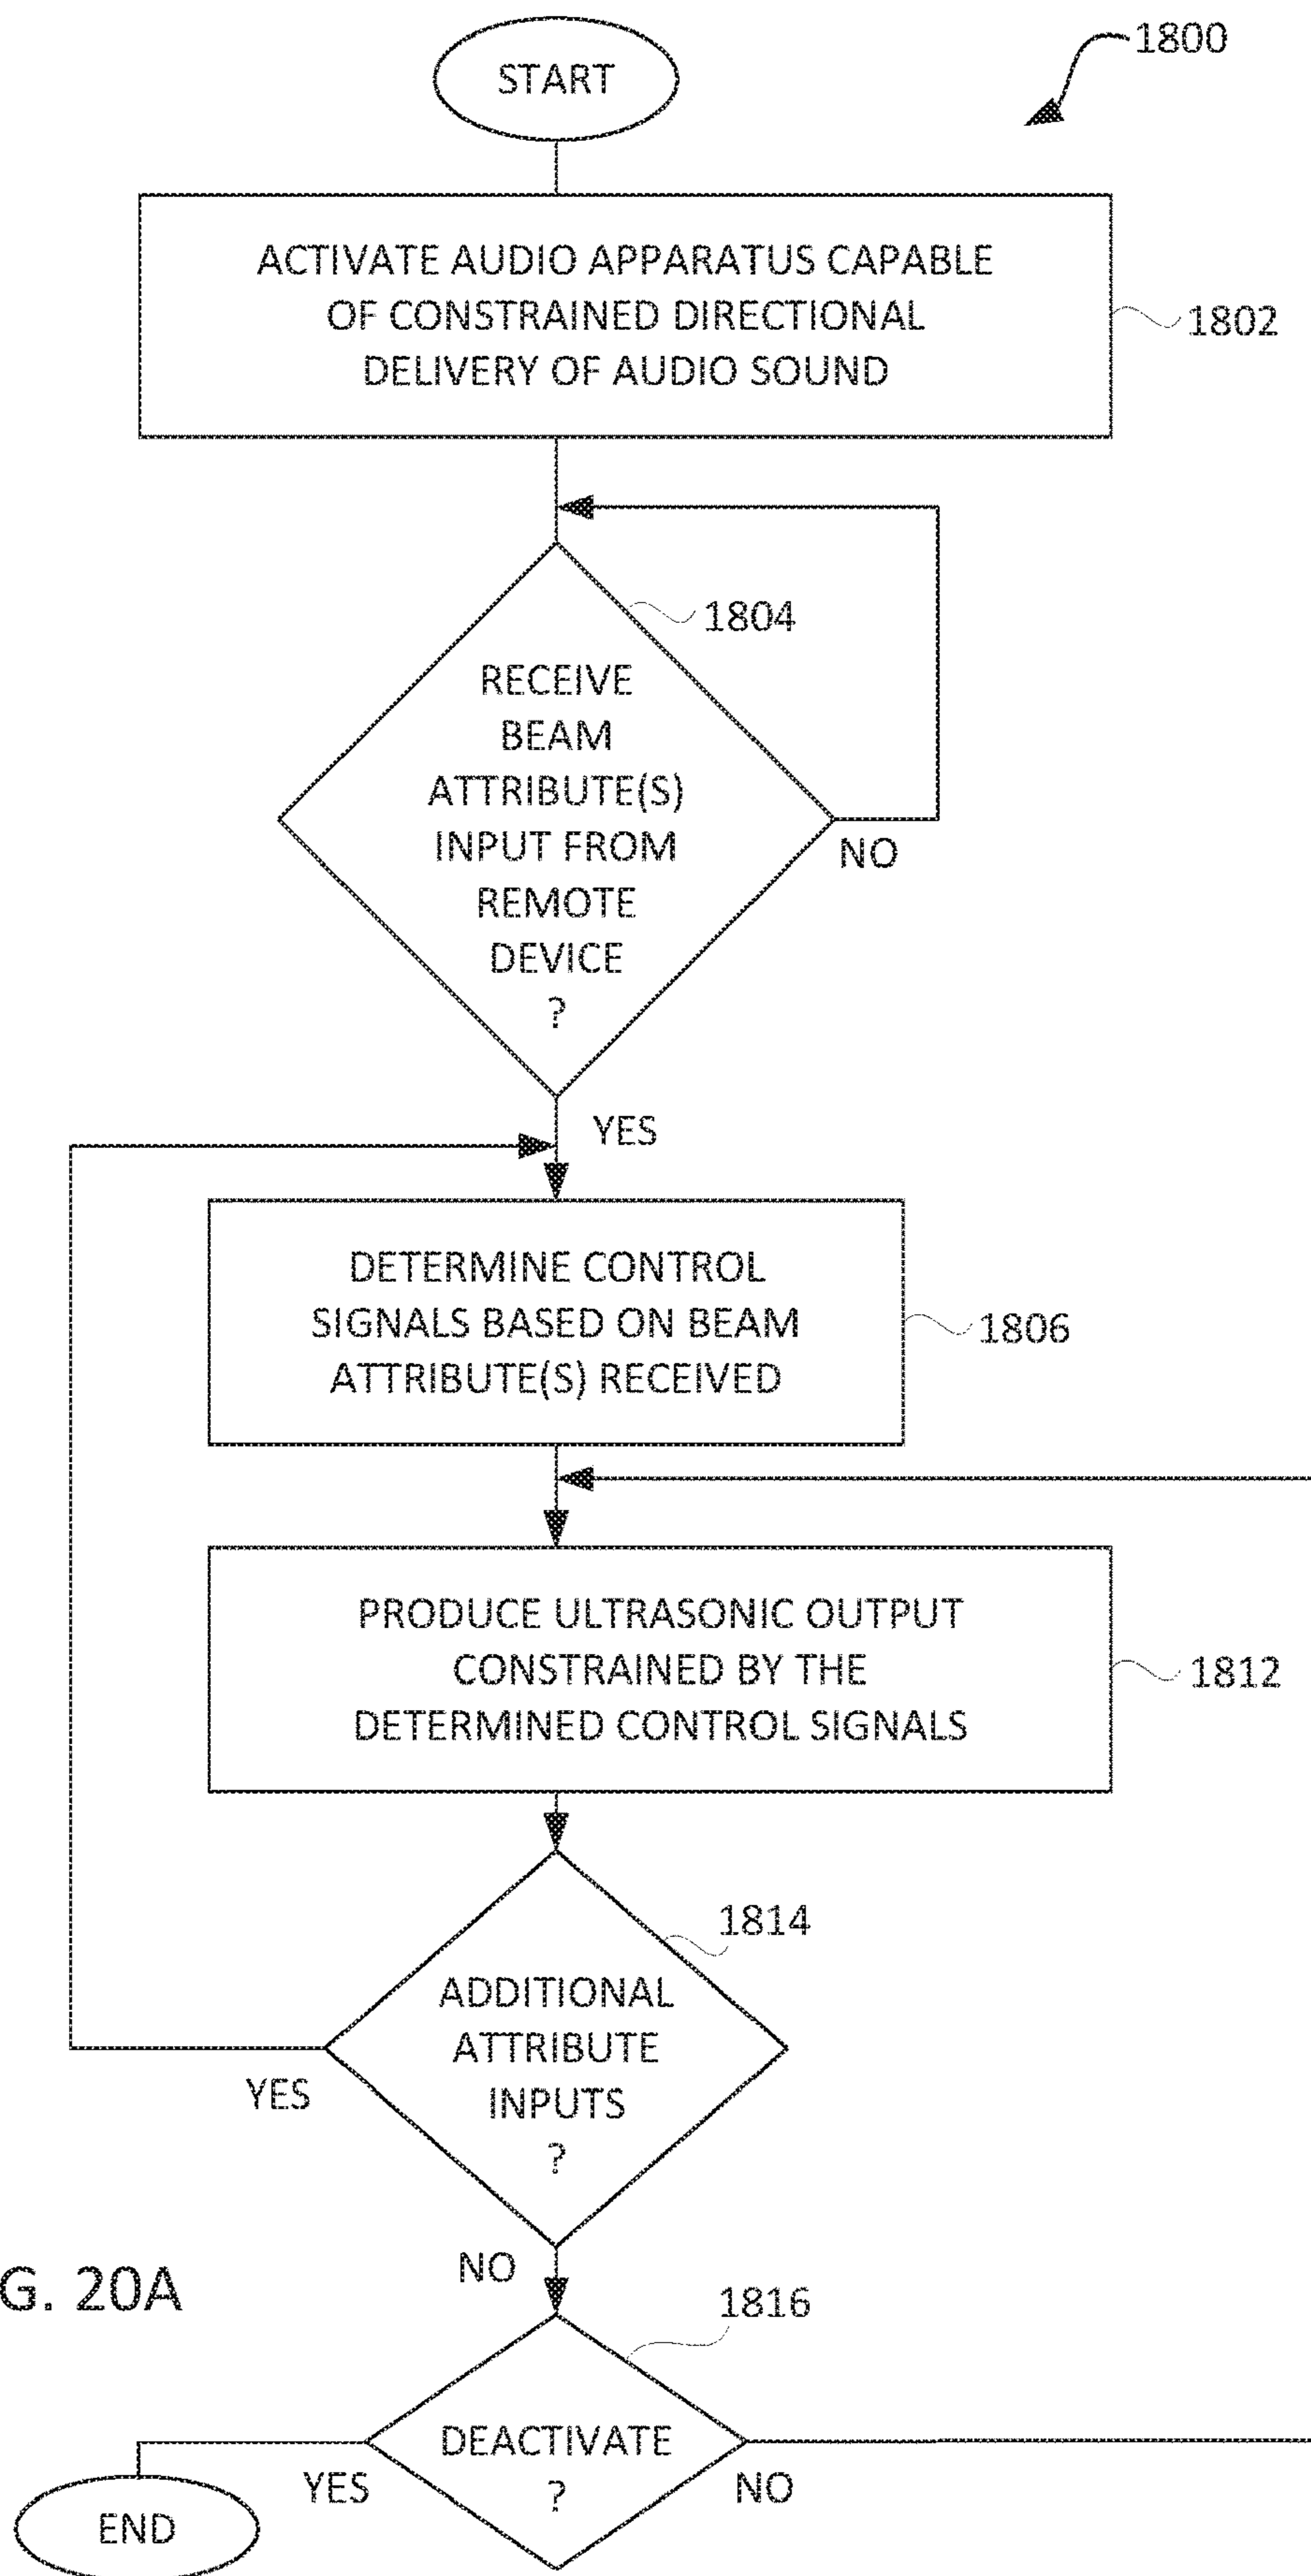 START
1800
ACTIVATE AUDIO APPARATUS CAPABLE
OF CONSTRAINED DIRECTIONAL
DELIVERY OF AUDIO SOUND
1802
1804
RECEIVE
BEAM
ATTRIBUTE(S)
INPUT FROM
REMOTE
DEVICE
?
NO
YES
DETERMINE CONTROL
SIGNALS BASED ON BEAM
ATTRIBUTE(S) RECEIVED
1806
PRODUCE ULTRASONIC OUTPUT
CONSTRAINED BY THE
DETERMINED CONTROL SIGNALS
1812
1814
ADDITIONAL
ATTRIBUTE
INPUTS
?
YES
NO
G. 20A
1816
DEACTIVATE
?
YES
NO
END